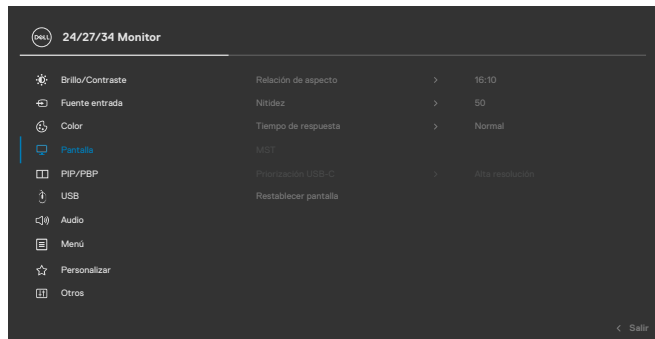 DELL 24/27/34 Monitor
Brillo/Contraste Relación de aspecto > 16:10
Fuente entrada Nitidez > 50
Color Tiempo de respuesta > Normal
Pantalla MST
PIP/PBP Priorización USB-C > Alta resolución
USB Restablecer pantalla
Audio
Menú
Personalizar
Otros
< Salir